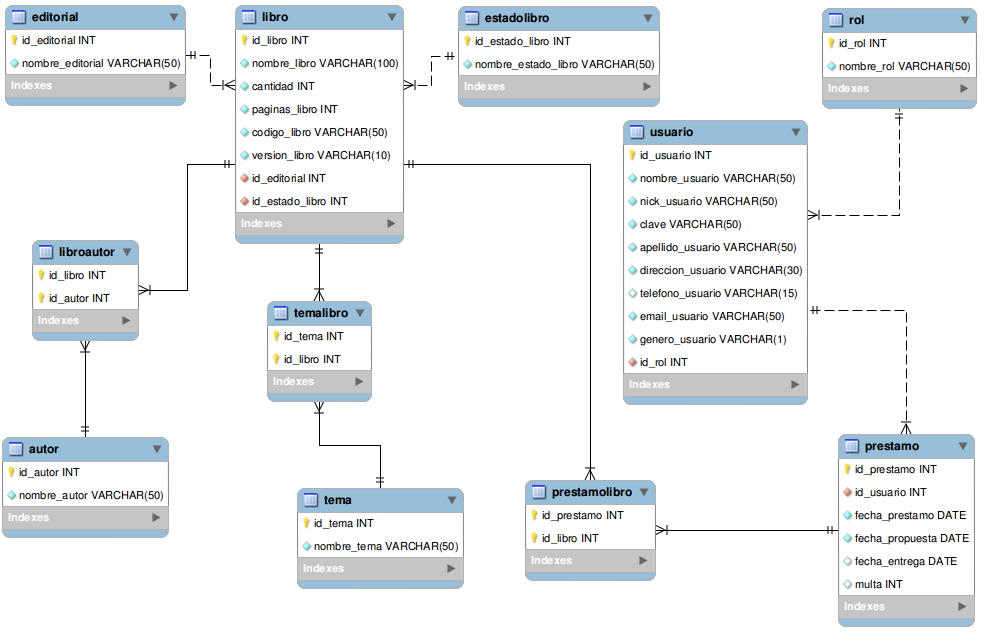 editorial
id_editorial INT
nombre_editorial VARCHAR(50)
Indexes
libro
id_libro INT
nombre_libro VARCHAR(100)
cantidad INT
paginas_libro INT
codigo_libro VARCHAR(50)
version_libro VARCHAR(10)
id_editorial INT
id_estado_libro INT
Indexes
estadolibro
id_estado_libro INT
nombre_estado_libro VARCHAR(50)
Indexes
rol
id_rol INT
nombre_rol VARCHAR(50)
Indexes
usuario
id_usuario INT
nombre_usuario VARCHAR(50)
nick_usuario VARCHAR(50)
clave VARCHAR(50)
apellido_usuario VARCHAR(50)
direccion_usuario VARCHAR(30)
telefono_usuario VARCHAR(15)
email_usuario VARCHAR(50)
genero_usuario VARCHAR(1)
id_rol INT
Indexes
libroautor
id_libro INT
id_autor INT
Indexes
temalibro
id_tema INT
id_libro INT
Indexes
autor
id_autor INT
nombre_autor VARCHAR(50)
Indexes
tema
id_tema INT
nombre_tema VARCHAR(50)
Indexes
prestamolibro
id_prestamo INT
id_libro INT
Indexes
prestamo
id_prestamo INT
id_usuario INT
fecha_prestamo DATE
fecha_propuesta DATE
fecha_entrega DATE
multa INT
Indexes